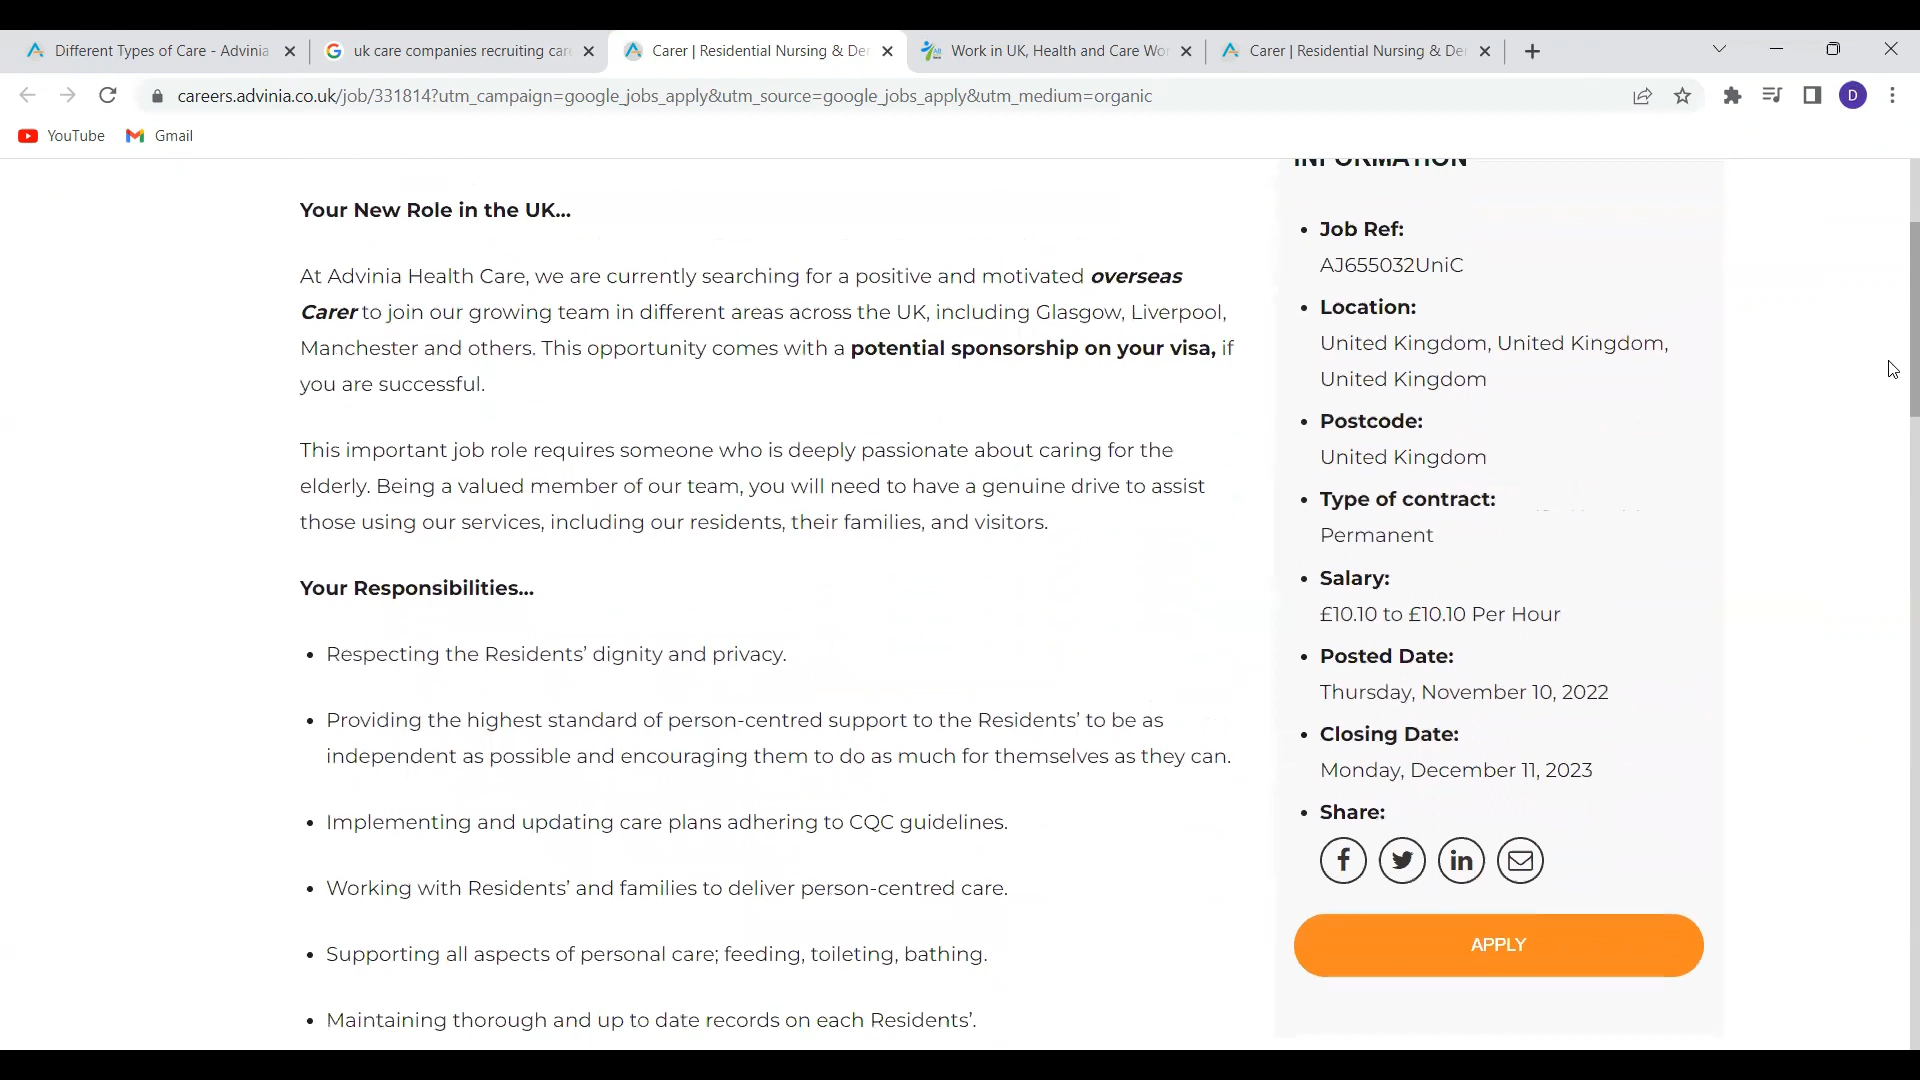 Different Types of Care - Advinia
uk care companies recruiting care
Carer | Residential Nursing & De
Work in UK, Health and Care Wo
Carer | Residential Nursing & De
careers.advinia.co.uk/job/331814?utm_campaign=google_jobs_apply&utm_source=google_jobs_apply&utm_medium=organic
D
YouTube
Gmail
INFORMATION
Your New Role in the UK...
At Advinia Health Care, we are currently searching for a positive and motivated overseas
Carer to join our growing team in different areas across the UK, including Glasgow, Liverpool,
Manchester and others. This opportunity comes with a potential sponsorship on your visa, if
you are successful.
This important job role requires someone who is deeply passionate about caring for the
elderly. Being a valued member of our team, you will need to have a genuine drive to assist
those using our services, including our residents, their families, and visitors.
Your Responsibilities...
• Respecting the Residents’ dignity and privacy.
• Providing the highest standard of person-centred support to the Residents’ to be as
independent as possible and encouraging them to do as much for themselves as they can.
• Implementing and updating care plans adhering to CQC guidelines.
• Working with Residents’ and families to deliver person-centred care.
• Supporting all aspects of personal care; feeding, toileting, bathing.
• Maintaining thorough and up to date records on each Residents’.
• Job Ref:
AJ655032UniC
• Location:
United Kingdom, United Kingdom,
United Kingdom
• Postcode:
United Kingdom
• Type of contract:
Permanent
• Salary:
£10.10 to £10.10 Per Hour
• Posted Date:
Thursday, November 10, 2022
• Closing Date:
Monday, December 11, 2023
• Share:
APPLY